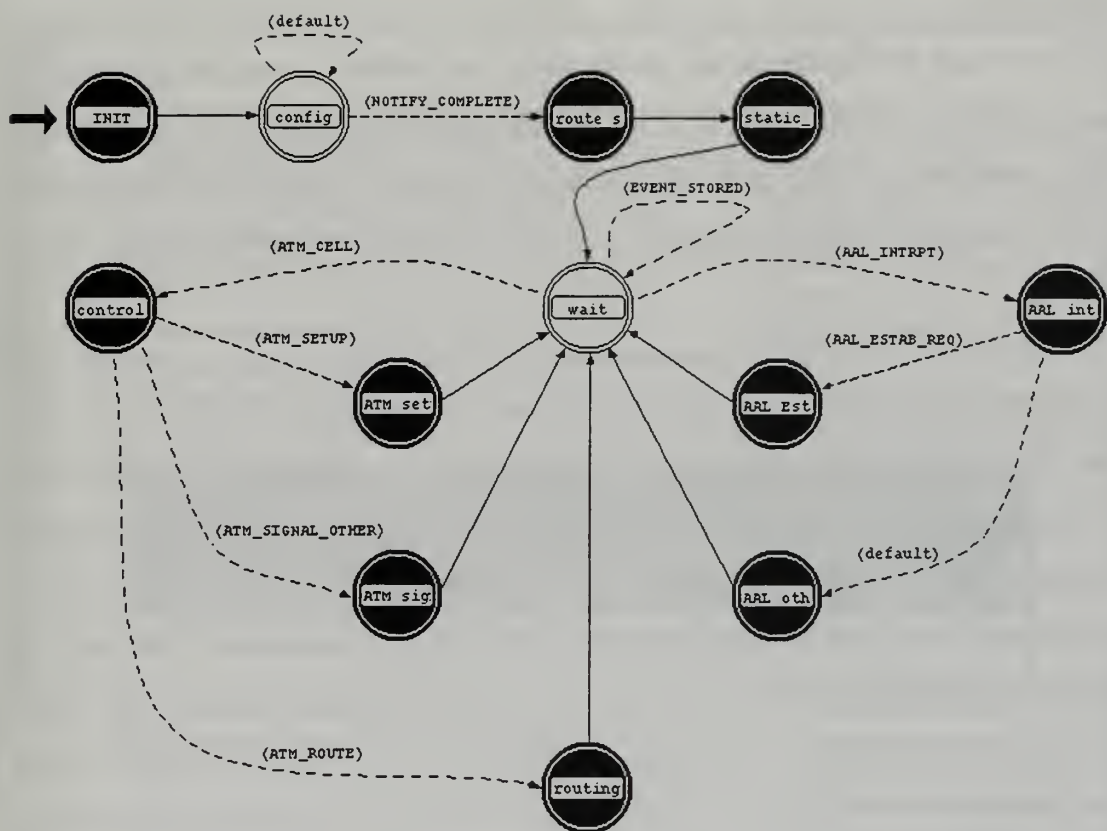 (default)
INIT
config
(NOTIFY_COMPLETE)
route s
static_
(EVENT_STORED)
(ATM_CELL)
(AAL_INTRPT)
control
wait
AAL int
(ATM_SETUP)
(AAL_ESTAB_REQ)
ATM set
AAL Est
(ATM_SIGNAL_OTHER)
(default)
ATM sig
AAL oth
(ATM_ROUTE)
routing